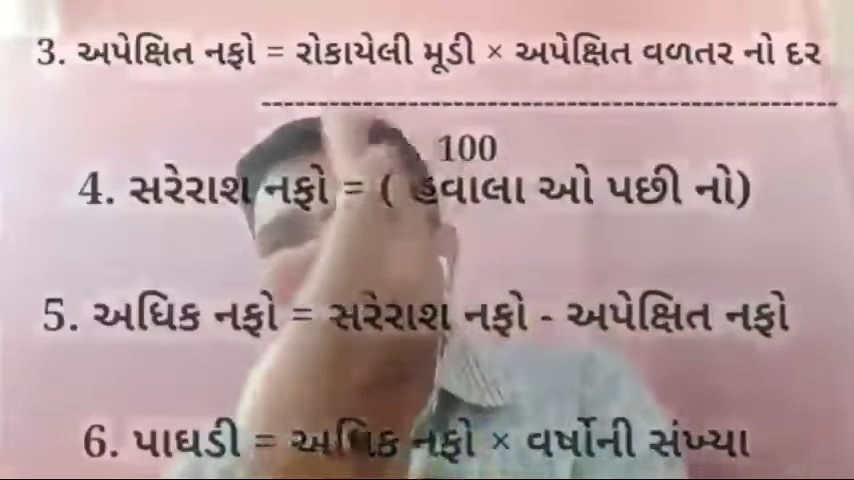 3. અપેક્ષિત નફો = રોકાયેલી મૂડી × અપેક્ષિત વળતર નો દર
-------------------------------------------------
100
4. સરેરાશ નફો = ( હવાલા ઓ પછી નો)
5. અધિક નફો = સરેરાશ નફો - અપેક્ષિત નફો
6. પાઘડી = અધિક નફો × વર્ષોની સંખ્યા